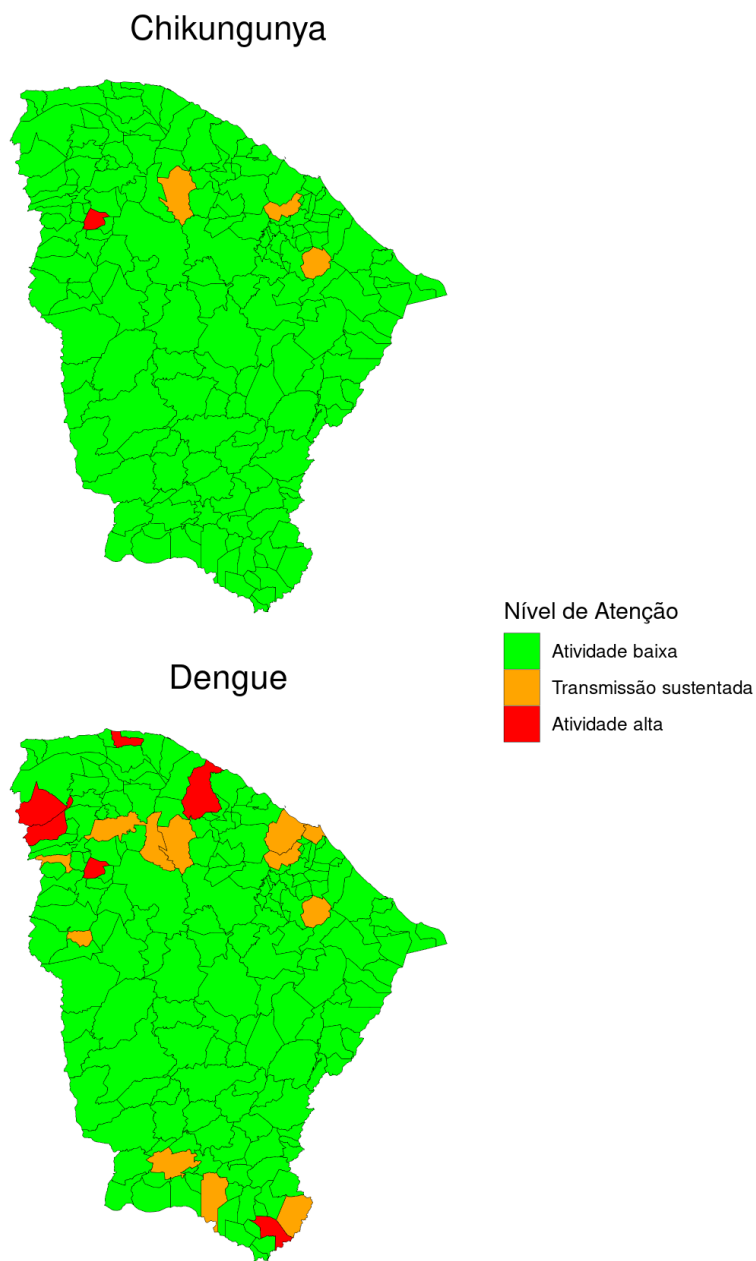 Chikungunya
Nível de Atenção
Atividade baixa
Transmissão sustentada
Atividade alta
Dengue